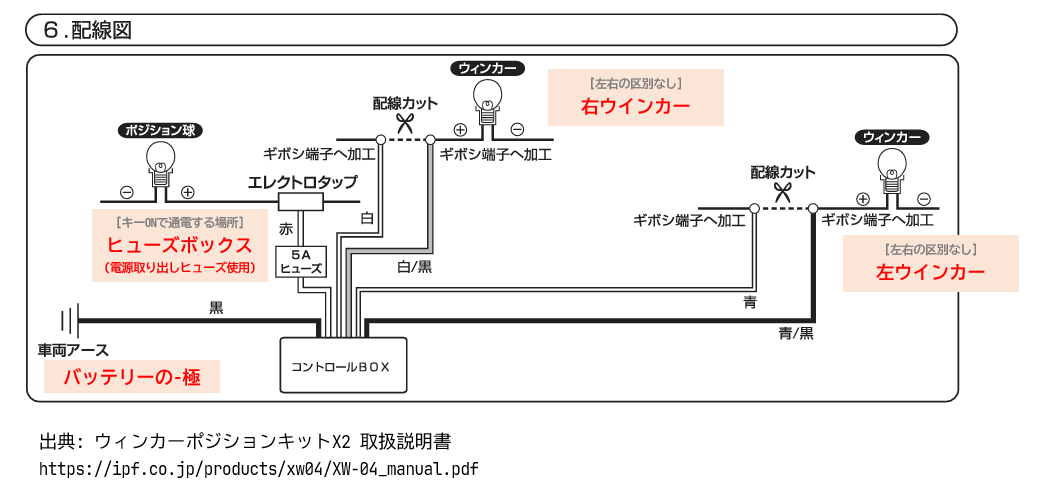 6.配線図
ウィンカー
[左右の区別なし]
右ウインカー
配線カット
ポジション球
ギボシ端子へ加工
ギボシ端子へ加工
ウィンカー
配線カット
エレクトロタップ
白
ギボシ端子へ加工
ギボシ端子へ加工
[キーONで通電する場所]
ヒューズボックス
(電源取り出しヒューズ使用)
赤
5A
ヒューズ
白/黒
[左右の区別なし]
左ウインカー
青
黒
青/黒
車両アース
バッテリーの-極
コントロールBOX
出典: ウィンカーポジションキットX2 取扱説明書
https://ipf.co.jp/products/xw04/XW-04_manual.pdf